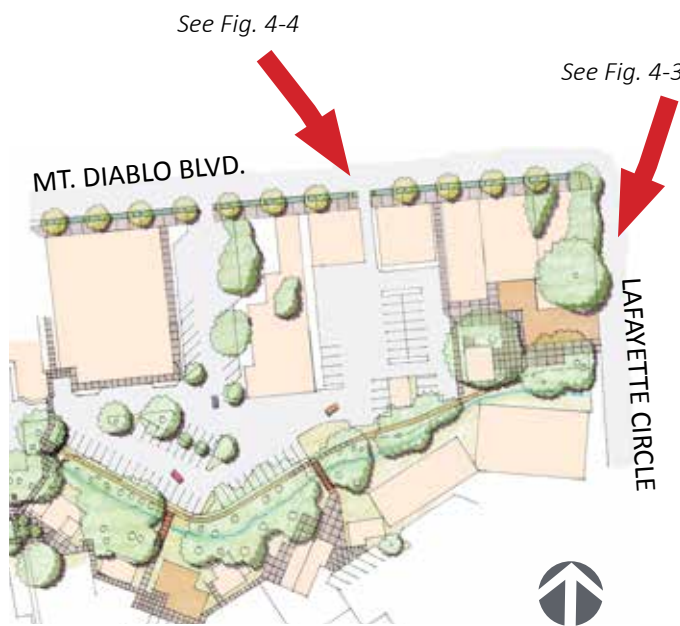 See Fig. 4-4
See Fig. 4-3
MT. DIABLO BLVD.
LAFAYETTE CIRCLE